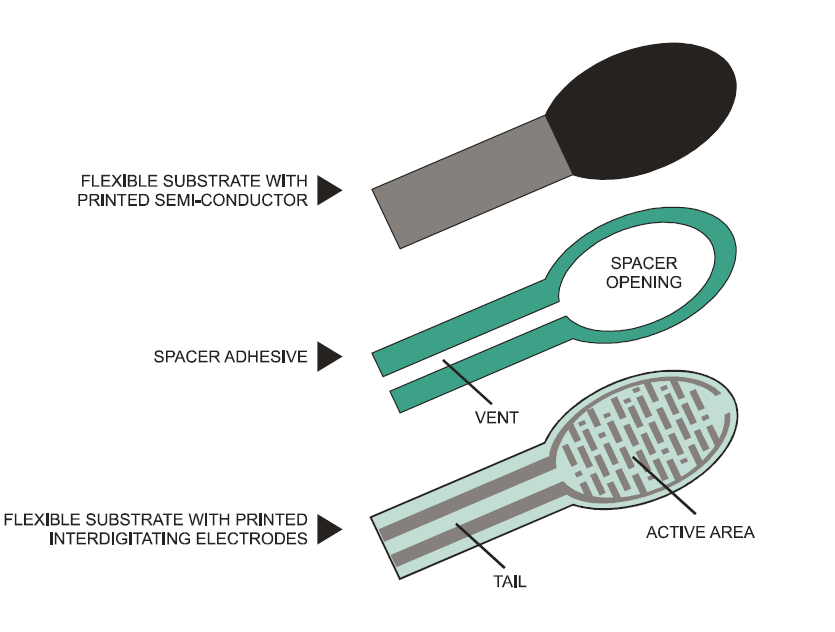 FLEXIBLE SUBSTRATE WITH
PRINTED SEMI-CONDUCTOR
SPACER
OPENING
SPACER ADHESIVE
VENT
FLEXIBLE SUBSTRATE WITH PRINTED
INTERDIGITATING ELECTRODES
ACTIVE AREA
TAIL